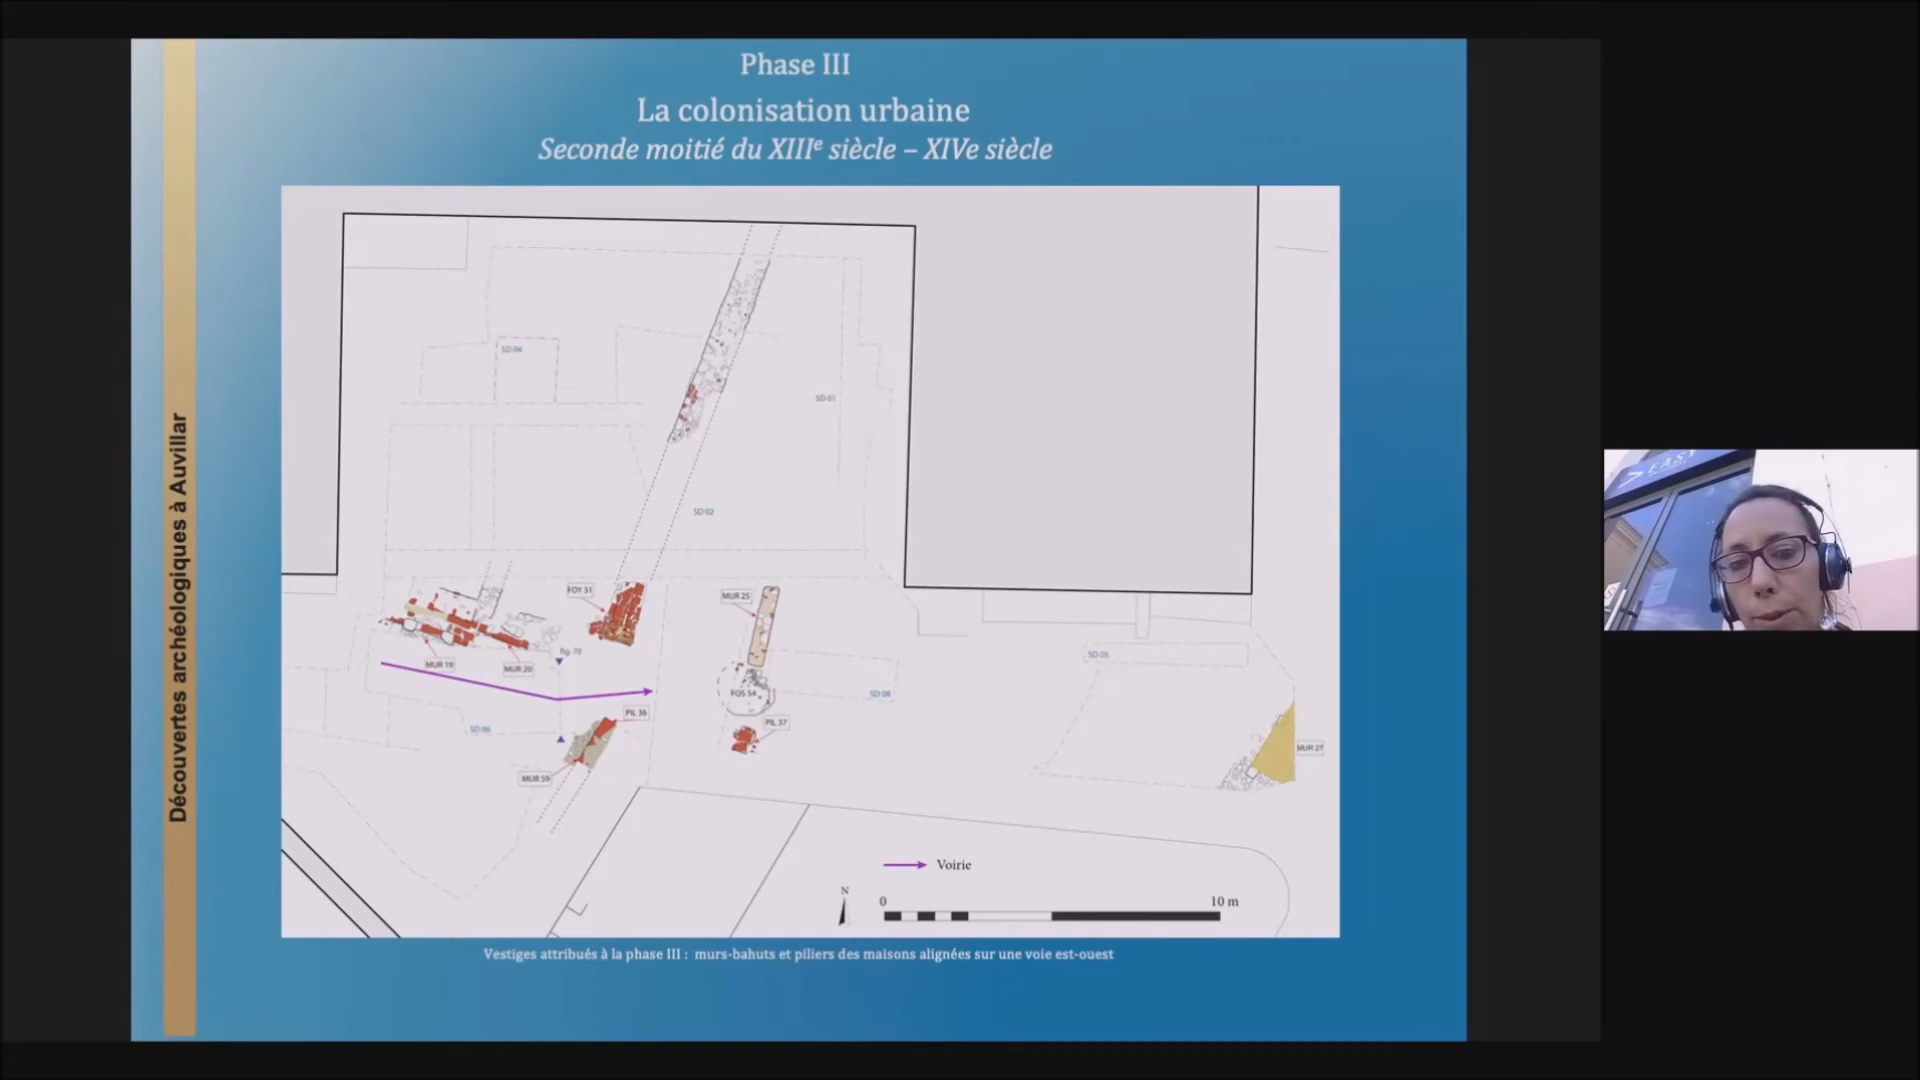 Phase III
La colonisation urbaine
Seconde moitié du XIIIe siècle – XIVe siècle
Découvertes archéologiques à Auvillar
SD 04
SD 01
SD 02
FOY 31
MUR 25
MUR 19
MUR 20
fig. 70
SD 05
FOS 54
SD 08
PIL 36
PIL 37
SD 06
MUR 59
MUR 27
Voirie
N
0
10 m
Vestiges attribués à la phase III : murs-bahuts et piliers des maisons alignées sur une voie est-ouest
EASY